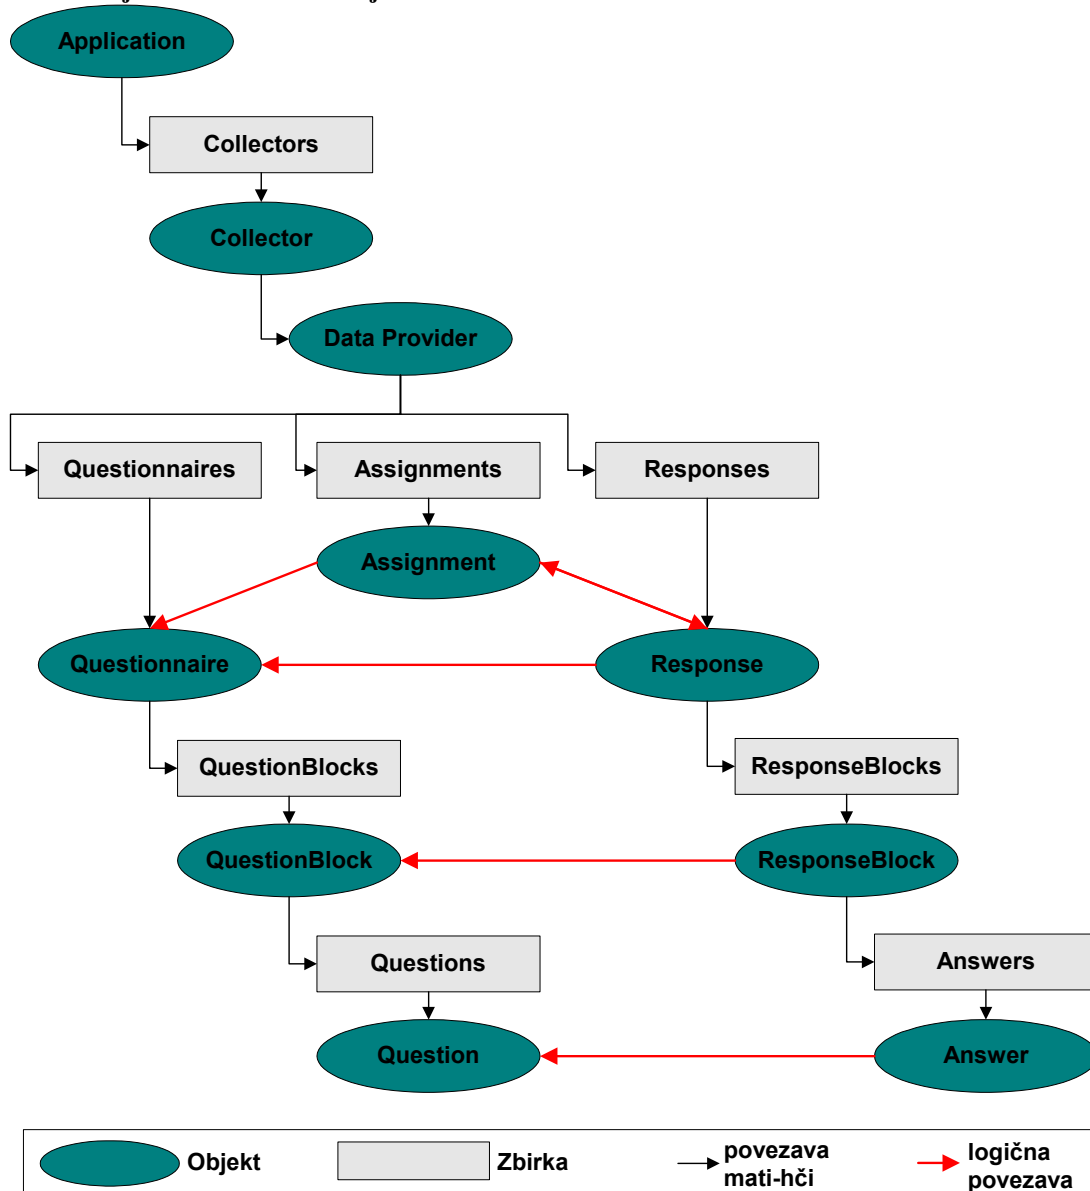 Application
Collectors
Collector
Data Provider
Questionnaires
Assignments
Responses
Assignment
Questionnaire
Response
QuestionBlocks
ResponseBlocks
QuestionBlock
ResponseBlock
Questions
Answers
Question
Answer
Objekt
Zbirka
povezava
mati-hči
logična
povezava